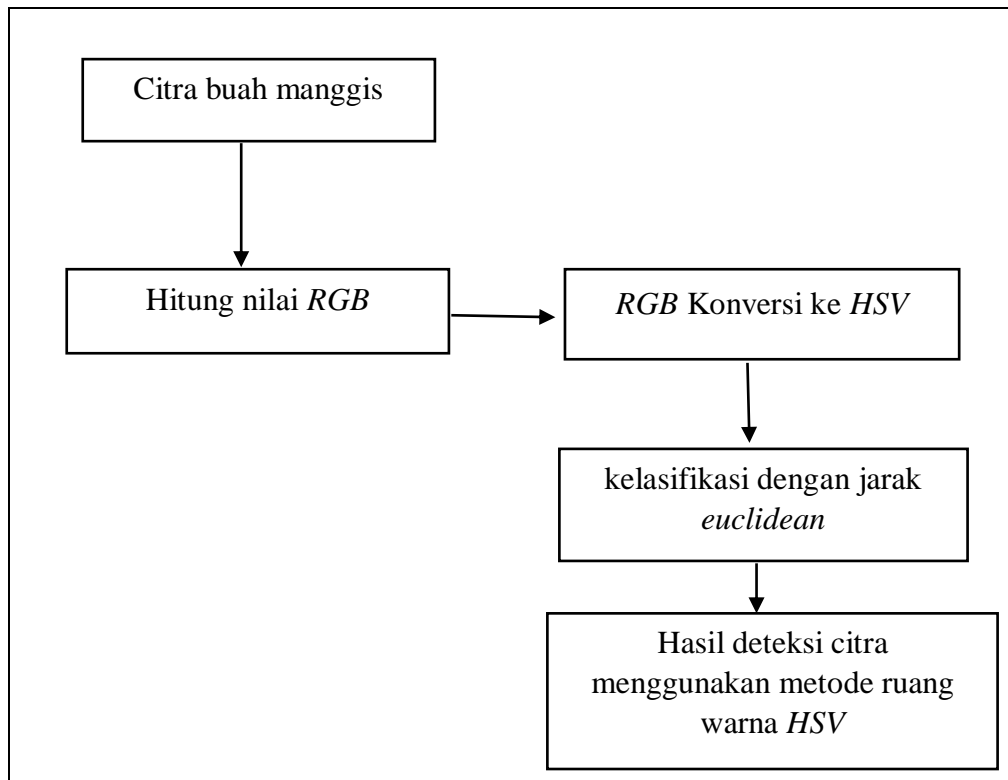 Citra buah manggis
Hitung nilai RGB
RGB Konversi ke HSV
kelasifikasi dengan jarak
euclidean
Hasil deteksi citra
menggunakan metode ruang
warna HSV